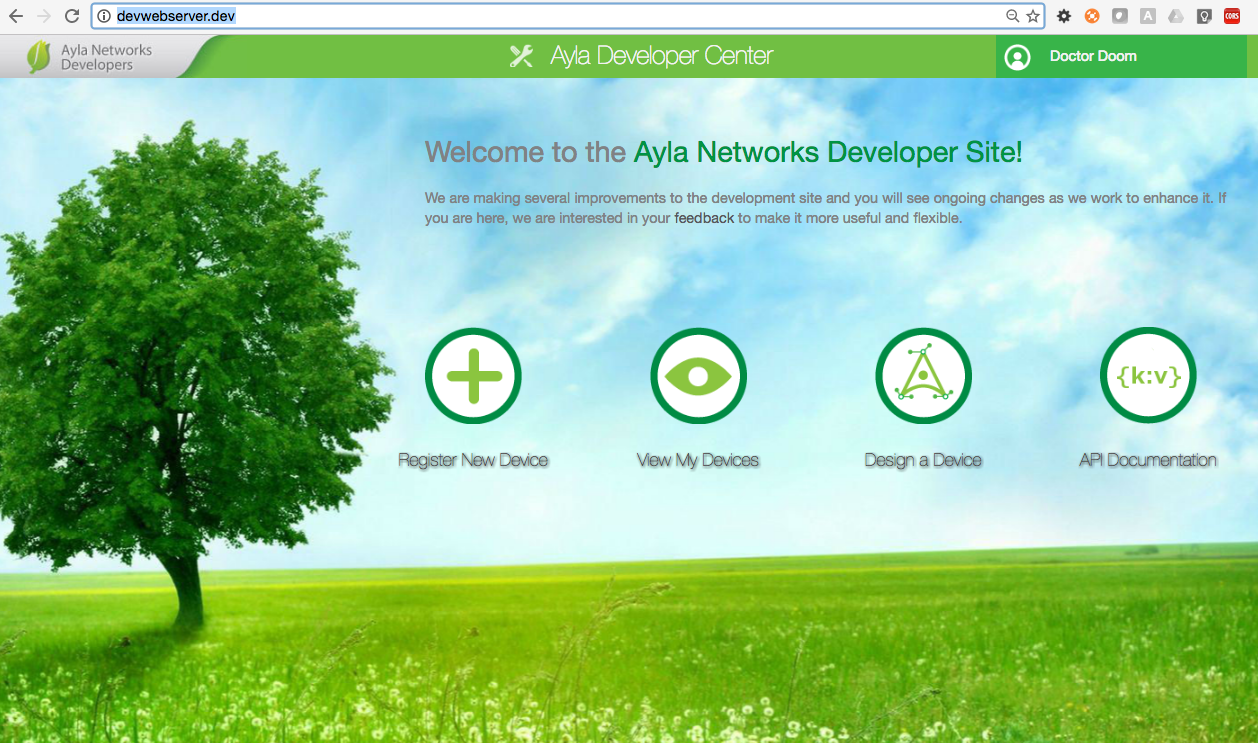 devwebserver.dev
A
CORS
Ayla Networks
Developers
Ayla Developer Center
Doctor Doom
Welcome to the Ayla Networks Developer Site!
We are making several improvements to the development site and you will see ongoing changes as we work to enhance it. If
you are here, we are interested in your feedback to make it more useful and flexible.
{k:v}
Register New Device
View My Devices
Design a Device
API Documentation